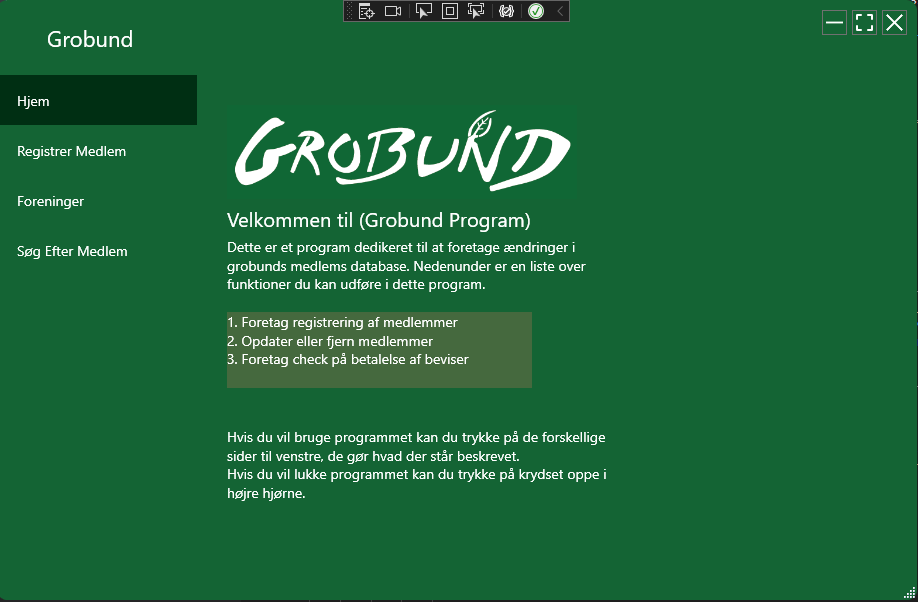 Grobund
Hjem
Registrer Medlem
Foreninger
Søg Efter Medlem
GROBUND
Velkommen til (Grobund Program)
Dette er et program dedikeret til at foretage ændringer i
grobunds medlems database. Nedenunder er en liste over
funktioner du kan udføre i dette program.
1. Foretag registrering af medlemmer
2. Opdater eller fjern medlemmer
3. Foretag check på betalelse af beviser
Hvis du vil bruge programmet kan du trykke på de forskellige
sider til venstre, de gør hvad der står beskrevet.
Hvis du vil lukke programmet kan du trykke på krydset oppe i
højre hjørne.